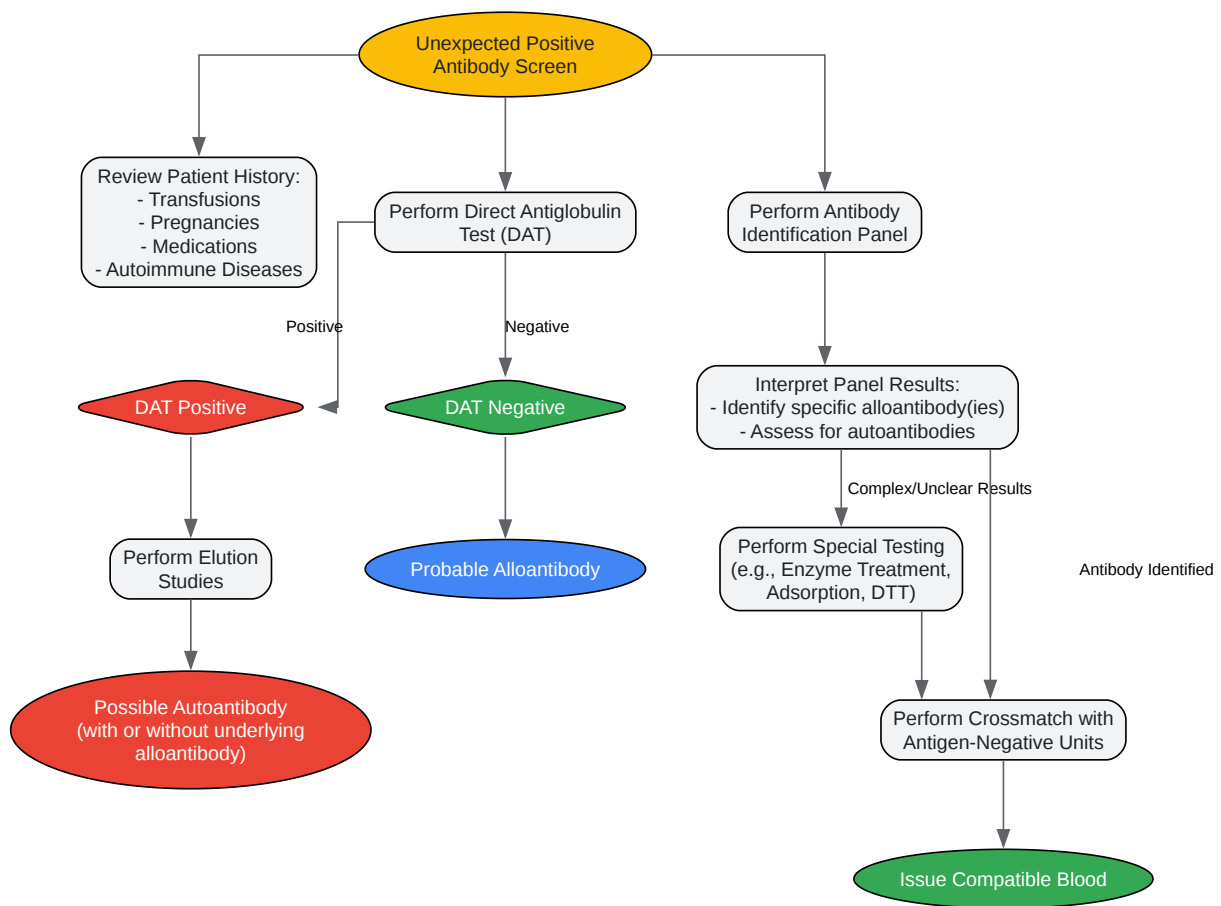 Unexpected Positive
Antibody Screen
Review Patient History:
- Transfusions
- Pregnancies
- Medications
- Autoimmune Diseases
Perform Direct Antiglobulin
Test (DAT)
Perform Antibody
Identification Panel
Positive
Negative
DAT Positive
DAT Negative
Interpret Panel Results:
- Identify specific alloantibody(ies)
- Assess for autoantibodies
Complex/Unclear Results
Perform Elution
Studies
Probable Alloantibody
Perform Special Testing
(e.g., Enzyme Treatment,
Adsorption, DTT)
Antibody Identified
Possible Autoantibody
(with or without underlying
alloantibody)
Perform Crossmatch with
Antigen-Negative Units
Issue Compatible Blood